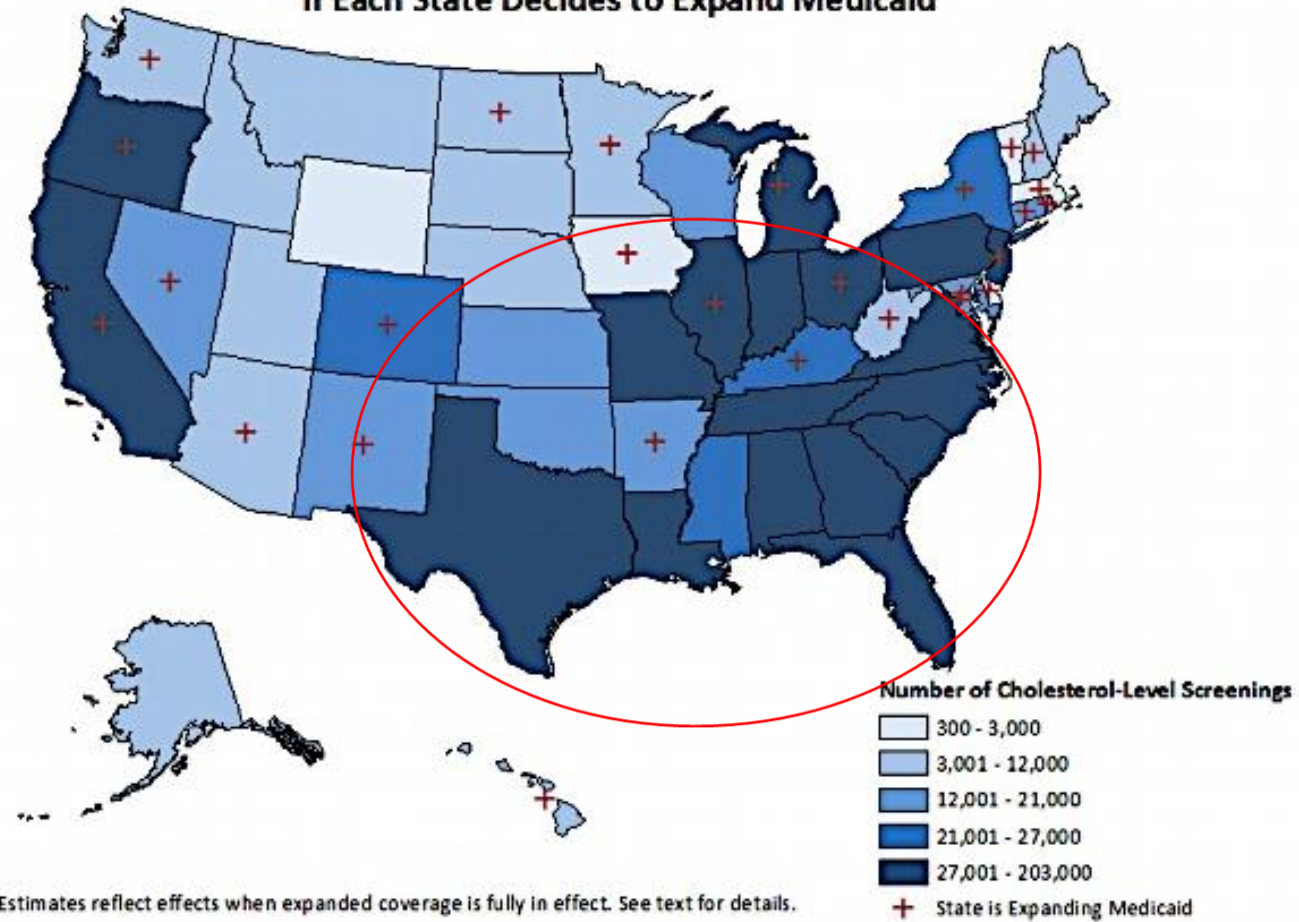 If Each State Decides to Expand Medicaid
Number of Cholesterol-Level Screenings
300 - 3,000
3,001 - 12,000
12,001 - 21,000
21,001 - 27,000
27,001 - 203,000
State is Expanding Medicaid
Estimates reflect effects when expanded coverage is fully in effect. See text for details.